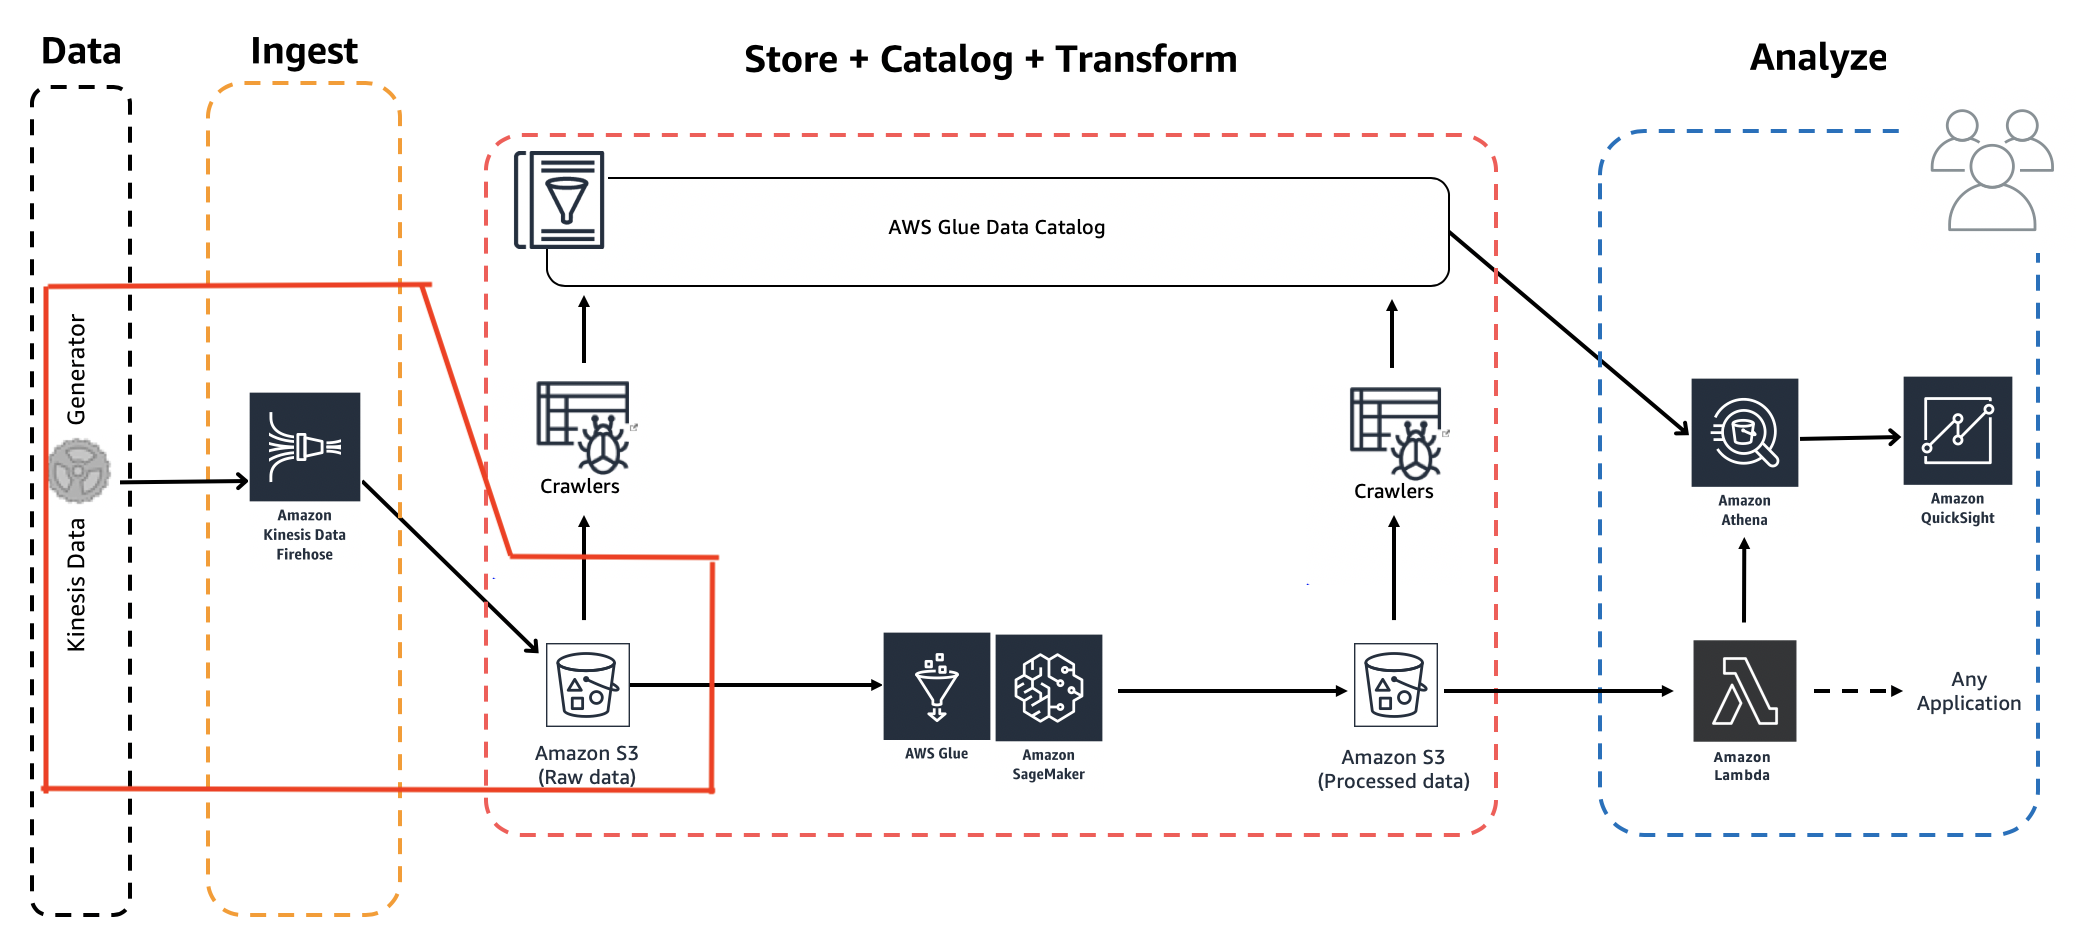 Data
Ingest
Store + Catalog + Transform
Analyze
AWS Glue Data Catalog
Kinesis Data Generator
Amazon
Kinesis Data
Firehose
Crawlers
Crawlers
Amazon S3
(Raw data)
AWS Glue
Amazon
SageMaker
Amazon S3
(Processed data)
Amazon
Athena
Amazon
QuickSight
Amazon
Lambda
Any
Application